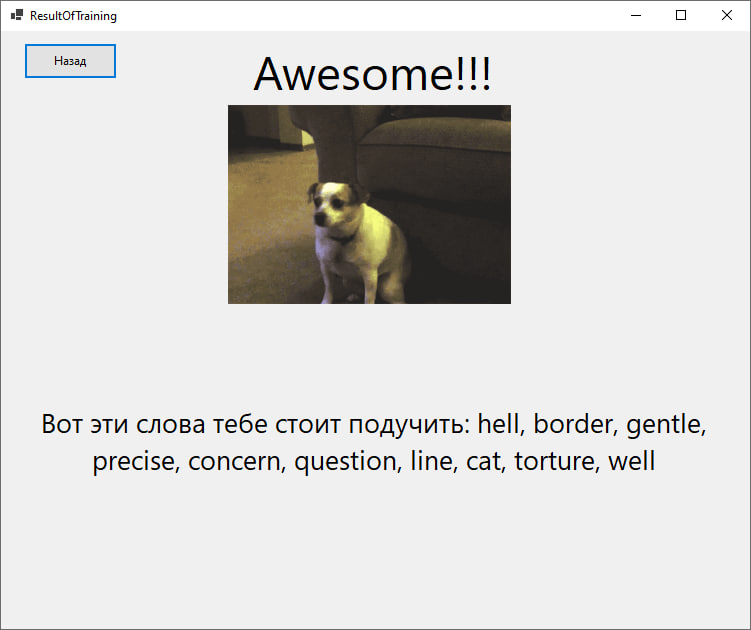 ResultOfTraining
Назад
Awesome!!!
Вот эти слова тебе стоит подучить: hell, border, gentle,
precise, concern, question, line, cat, torture, well